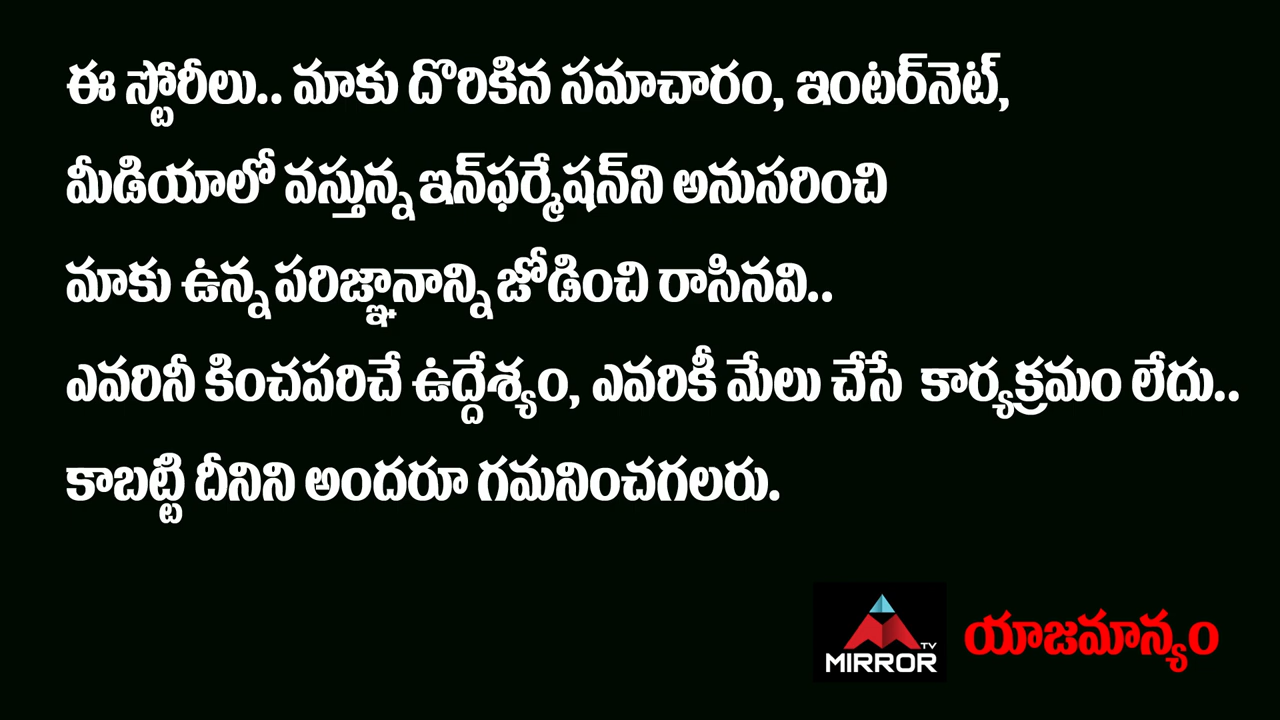 ఈ స్టోరీలు.. మాకు దొరికిన సమాచారం, ఇంటర్‌నెట్,
మీడియాలో వస్తున్న ఇన్‌ఫర్మేషన్‌ని అనుసరించి
మాకు ఉన్న పరిజ్ఞానాన్ని జోడించి రాసినవి..
ఎవరినీ కించపరిచే ఉద్దేశ్యం, ఎవరికీ మేలు చేసే కార్యక్రమం లేదు..
కాబట్టి దీనిని అందరూ గమనించగలరు.
TV
MIRROR
యాజమాన్యం